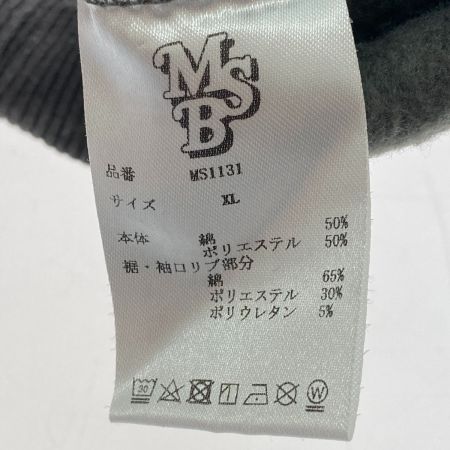 MSB
品番 MS1131
サイズ XL
50%
本体 綿
ポリエステル 50%
裾・袖口リブ部分
綿 65%
ポリエステル 30%
ポリウレタン 5%
30 W